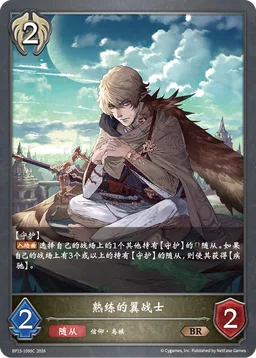 2
【守护】
入场曲 选择自己的战场上的1个其他持有【守护】的随从。如果
自己的战场上有3个或以上的持有【守护】的随从，则使其获得【疾
驰】。
熟练的翼战士
2
随从
信仰·鸟族
BR
2
BP15-109SC 2026
© Cygames, Inc. Published by NetEase Games